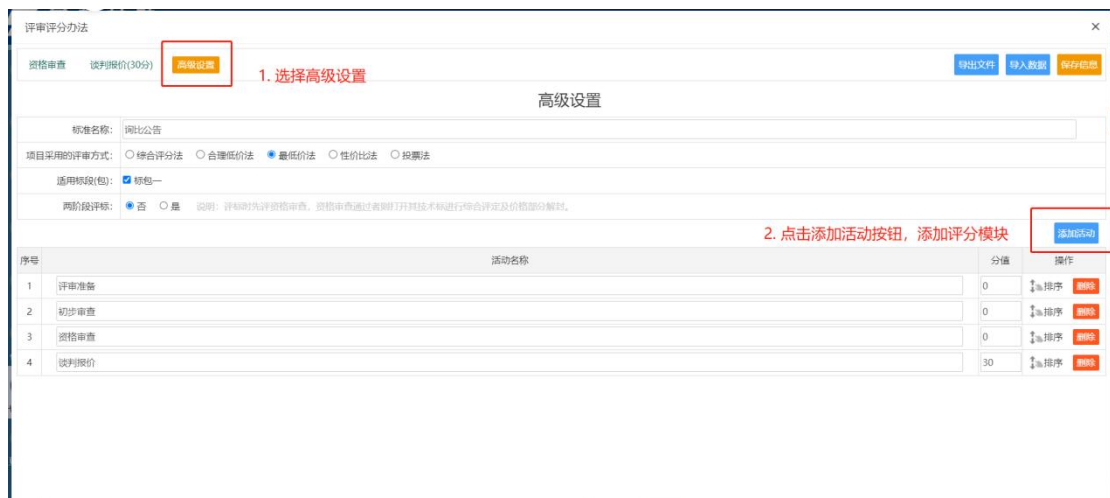 评审评分办法 ×
资格审查 谈判报价(30分) 高级设置 导出文件 导入数据 保存信息
1. 选择高级设置
高级设置
标准名称: 询比公告
项目采用的评审方式: 综合评分法 合理低价法 最低价法 性价比法 投票法
适用标段(包): 标包一
两阶段评标: 否 是 说明：评标时先评资格审查，资格审查通过者则打开其技术标进行综合评定及价格部分解封。
2. 点击添加活动按钮，添加评分模块 添加活动
序号 活动名称 分值 操作
1 评审准备 0 排序 删除
2 初步审查 0 排序 删除
3 资格审查 0 排序 删除
4 谈判报价 30 排序 删除